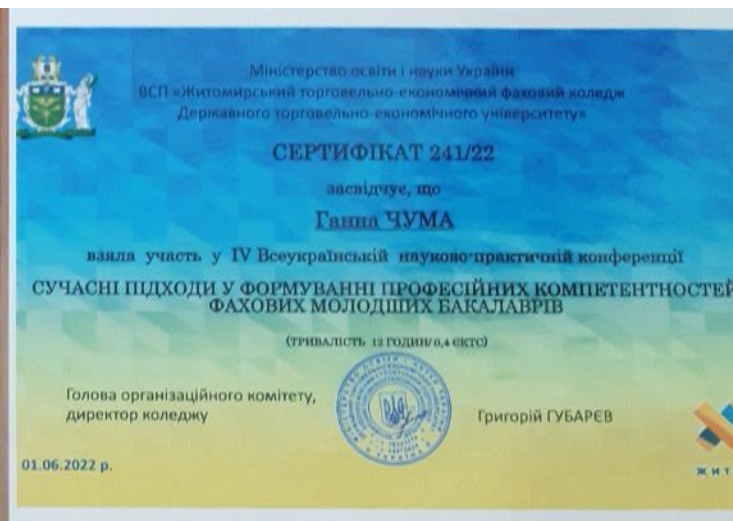 Міністерство освіти і науки України
ВСП «Житомирський торговельно-економічний фаховий коледж
Державного торговельно-економічного університету»
СЕРТИФІКАТ 241/22
засвідчує, що
Ганна ЧУМА
взяла участь у IV Всеукраїнській науково-практичній конференції
СУЧАСНІ ПІДХОДИ У ФОРМУВАННІ ПРОФЕСІЙНИХ КОМПЕТЕНТНОСТЕЙ
ФАХОВИХ МОЛОДШИХ БАКАЛАВРІВ
(ТРИВАЛІСТЬ 12 ГОДИН/0,4 ЄКТС)
Голова організаційного комітету,
директор коледжу
Григорій ГУБАРЄВ
01.06.2022 р.
ЖИТ